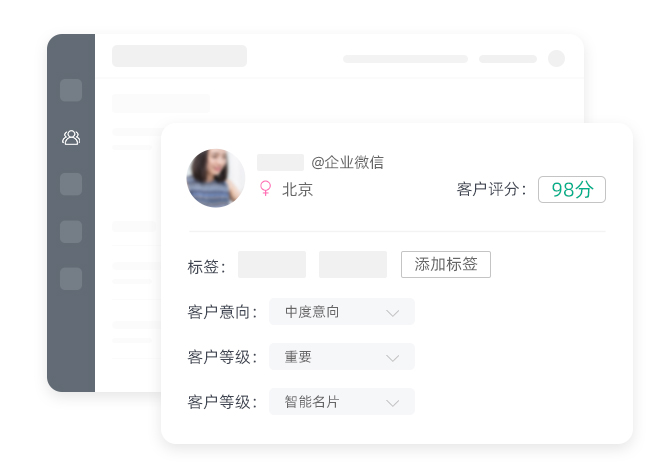 @企业微信
北京
客户评分: 98分
标签: 添加标签
客户意向: 中度意向
客户等级: 重要
客户等级: 智能名片